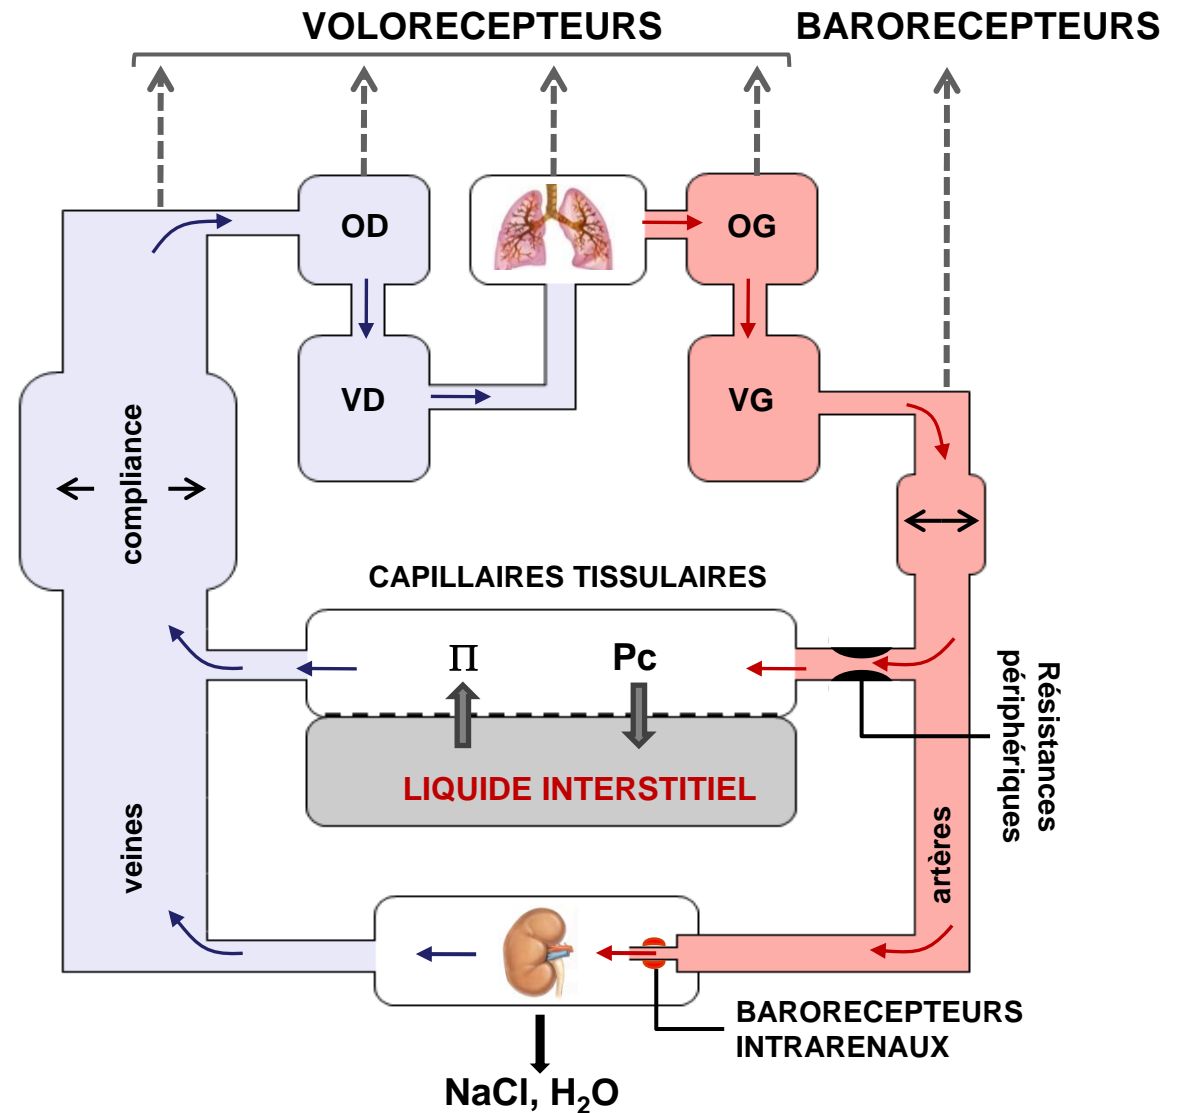 VOLORECEPTEURS
BARORECEPTEURS
OD
OG
VD
VG
compliance
CAPILLAIRES TISSULAIRES
Π
Pc
LIQUIDE INTERSTITIEL
Résistances
périphériques
veines
artères
BARORECEPTEURS
INTRARENAUX
NaCl, H₂O